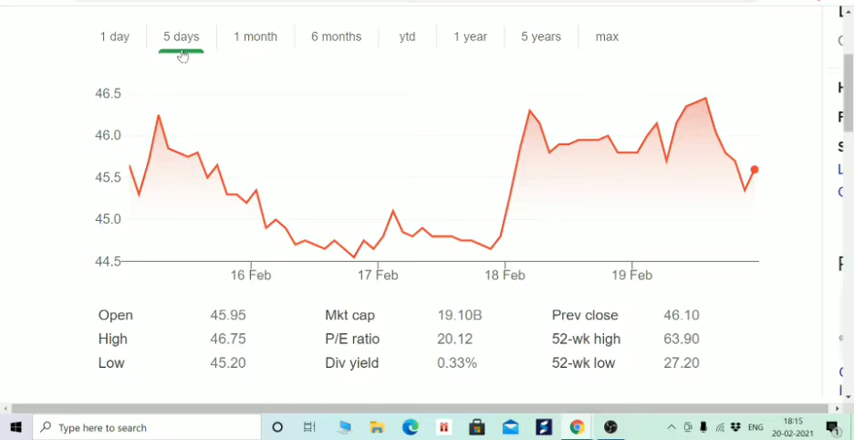 1 day 5 days 1 month 6 months ytd 1 year 5 years max
46.5
46.0
45.5
45.0
44.5
16 Feb 17 Feb 18 Feb 19 Feb
Open 45.95 Mkt cap 19.10B Prev close 46.10
High 46.75 P/E ratio 20.12 52-wk high 63.90
Low 45.20 Div yield 0.33% 52-wk low 27.20
Type here to search
ENG
18:15
20-02-2021